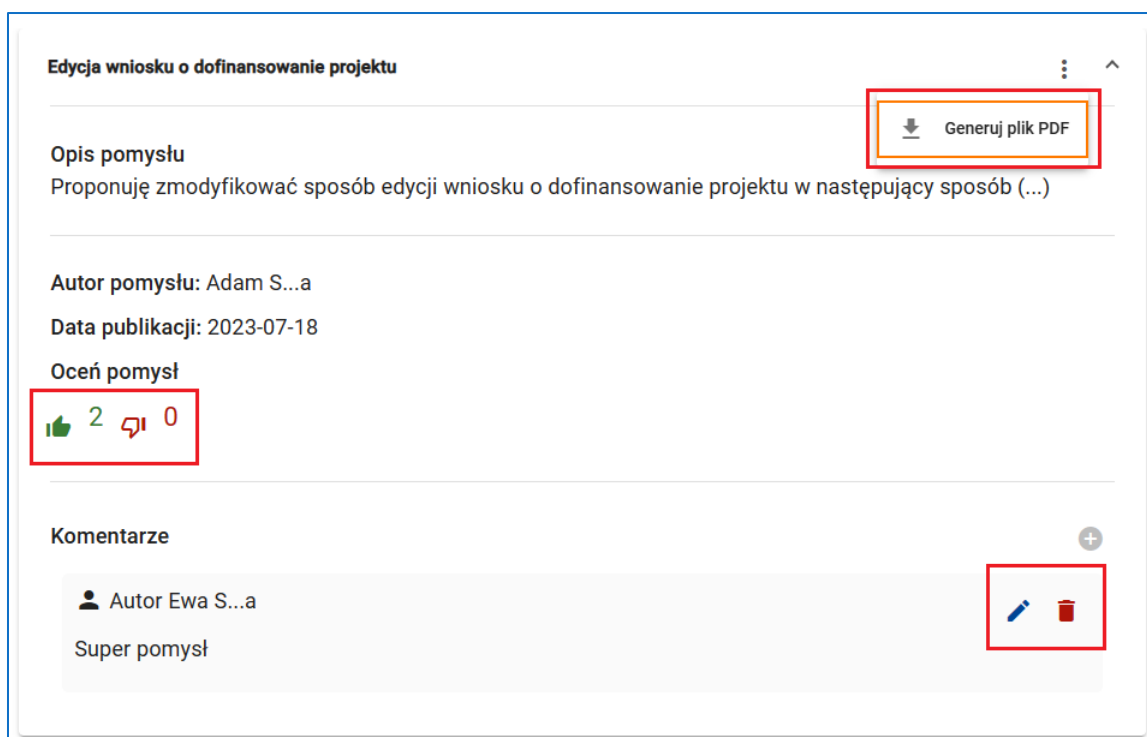 Edycja wniosku o dofinansowanie projektu
Generuj plik PDF
Opis pomysłu
Proponuję zmodyfikować sposób edycji wniosku o dofinansowanie projektu w następujący sposób (...)
Autor pomysłu: Adam S...a
Data publikacji: 2023-07-18
Oceń pomysł
2 0
Komentarze
Autor Ewa S...a
Super pomysł